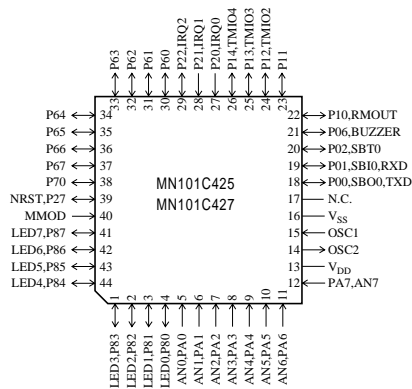 P63
P62
P61
P60
P22,IRQ2
P21,IRQ1
P20,IRQ0
P14,TMIO4
P13,TMIO3
P12,TMIO2
P11
33
32
31
30
29
28
27
26
25
24
23
P64 34
P65 35
P66 36
P67 37
P70 38
NRST,P27 39
MMOD 40
LED7,P87 41
LED6,P86 42
LED5,P85 43
LED4,P84 44
MN101C425
MN101C427
22 P10,RMOUT
21 P06,BUZZER
20 P02,SBT0
19 P01,SBI0,RXD
18 P00,SBO0,TXD
17 N.C.
16 VSS
15 OSC1
14 OSC2
13 VDD
12 PA7,AN7
1
2
3
4
5
6
7
8
9
10
11
LED3,P83
LED2,P82
LED1,P81
LED0,P80
AN0,PA0
AN1,PA1
AN2,PA2
AN3,PA3
AN4,PA4
AN5,PA5
AN6,PA6